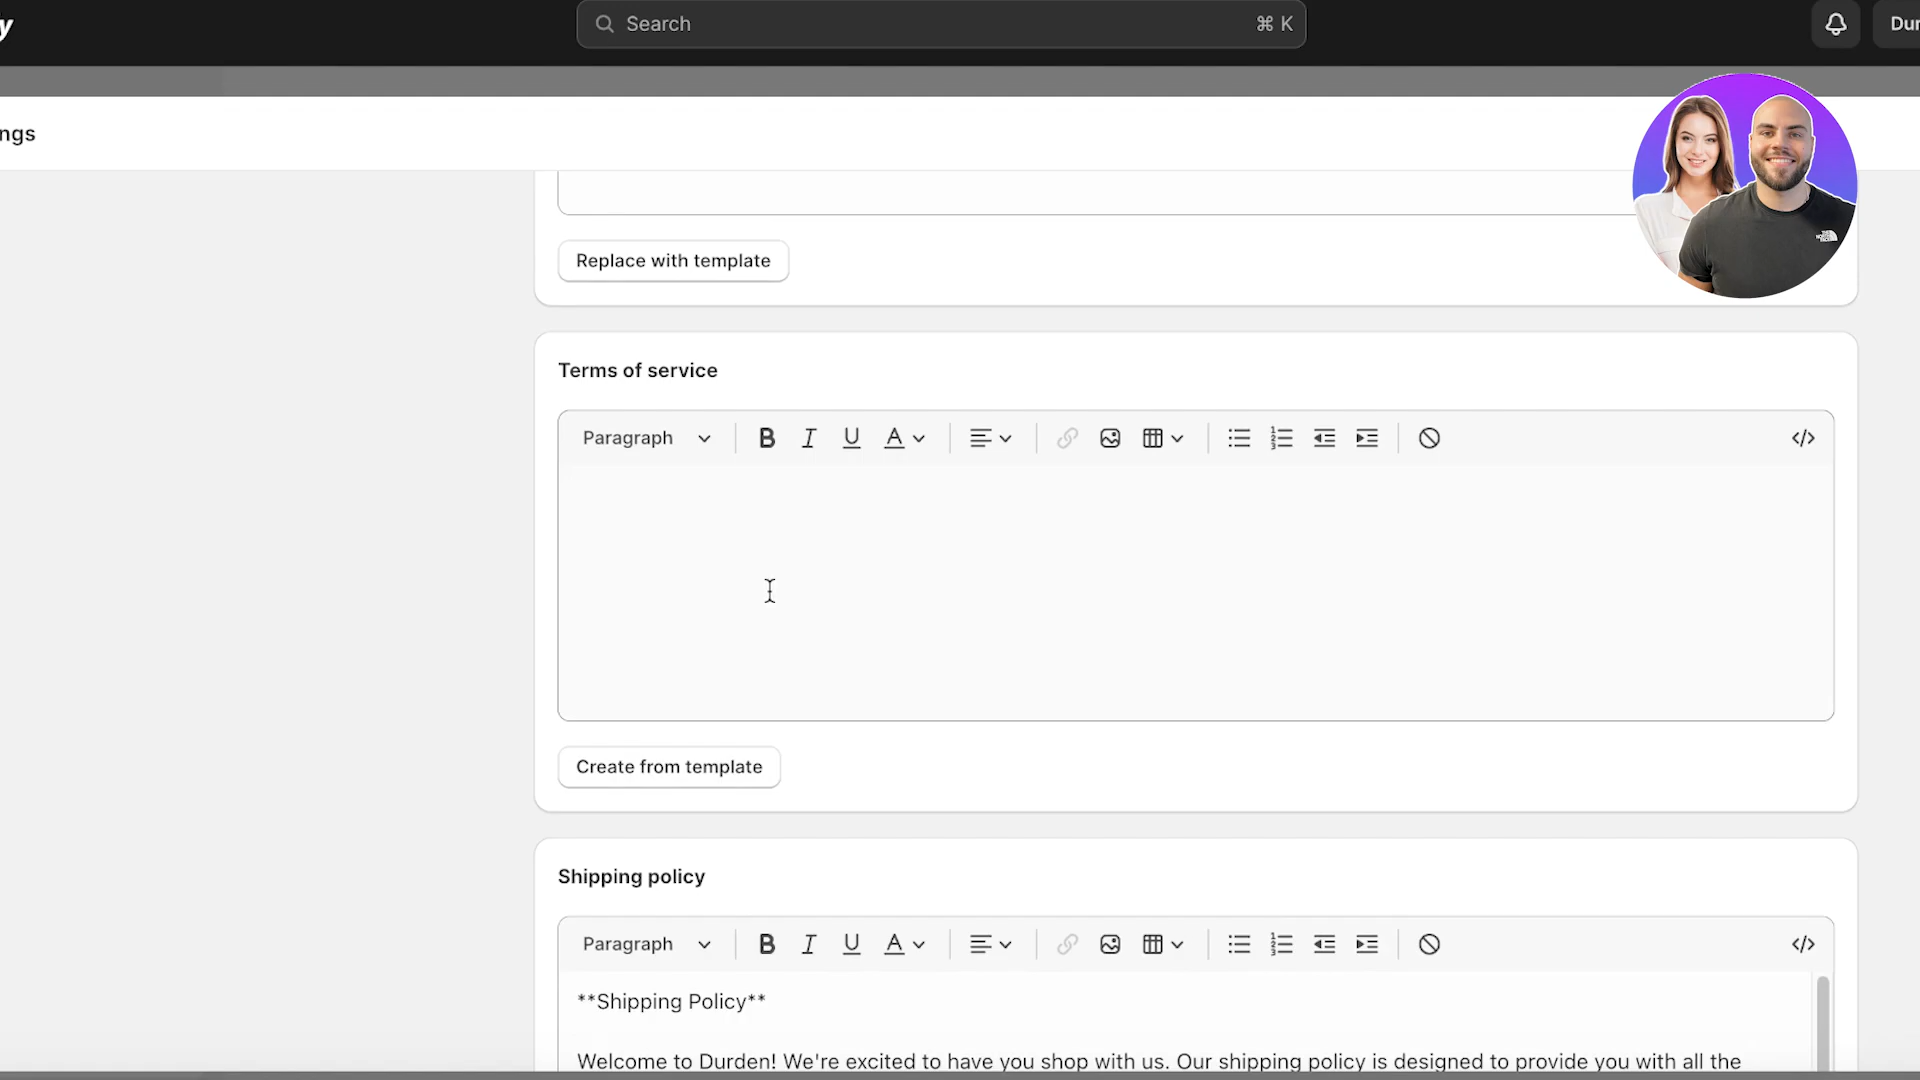 y
Search
⌘ K
Dur
ngs
Replace with template
Terms of service
Paragraph
B I U A
</>
Create from template
Shipping policy
Paragraph
B I U A
</>
**Shipping Policy**
Welcome to Durden! We're excited to have you shop with us. Our shipping policy is designed to provide you with all the